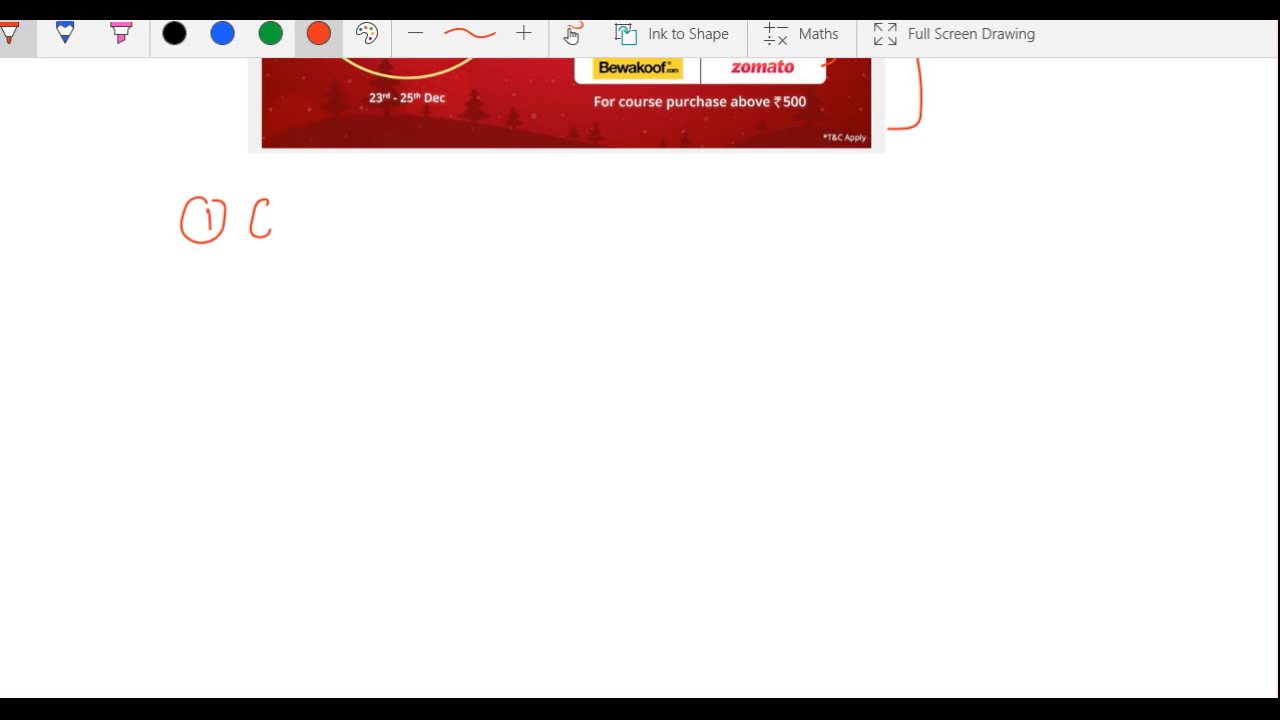 Ink to Shape Maths Full Screen Drawing
Bewakoof.com zomato
23rd - 25th Dec
For course purchase above ₹500
*T&C Apply
① C